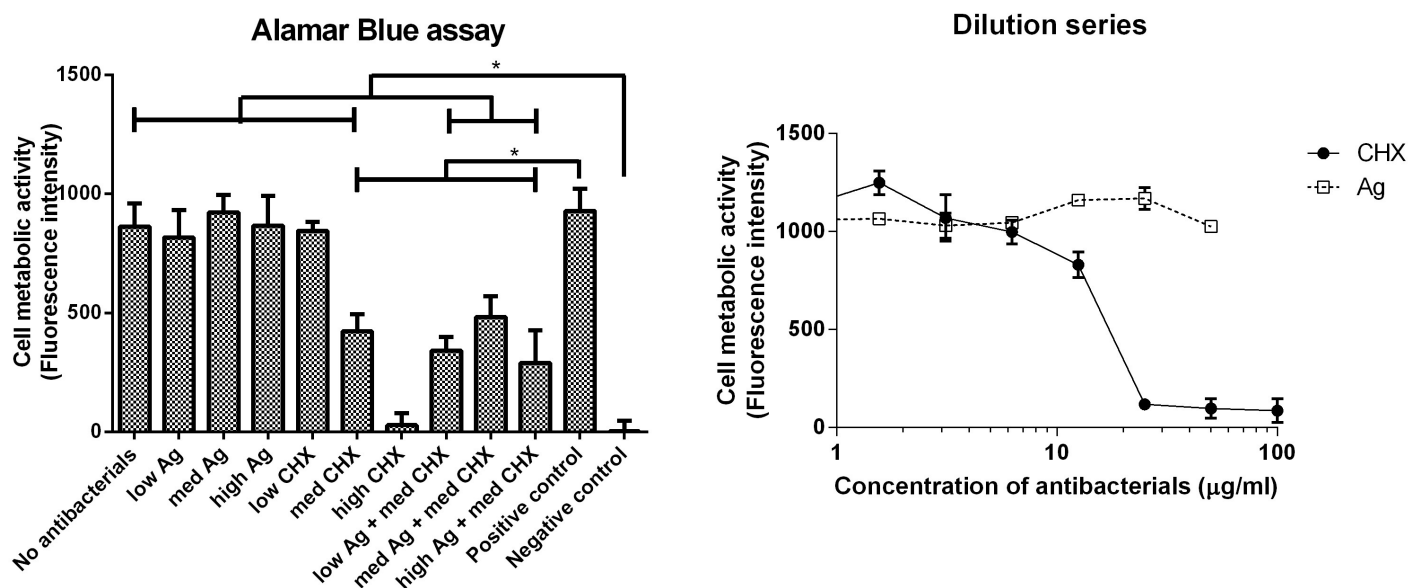 Alamar Blue assay
Cell metabolic activity
(Fluorescence intensity)
1500
1000
500
0
*
*
No antibacterials
low Ag
med Ag
high Ag
low CHX
med CHX
high CHX
low Ag + med CHX
med Ag + med CHX
high Ag + med CHX
Positive control
Negative control
Dilution series
Cell metabolic activity
(Fluorescence intensity)
1500
1000
500
0
1
10
100
Concentration of antibacterials (μg/ml)
CHX
Ag